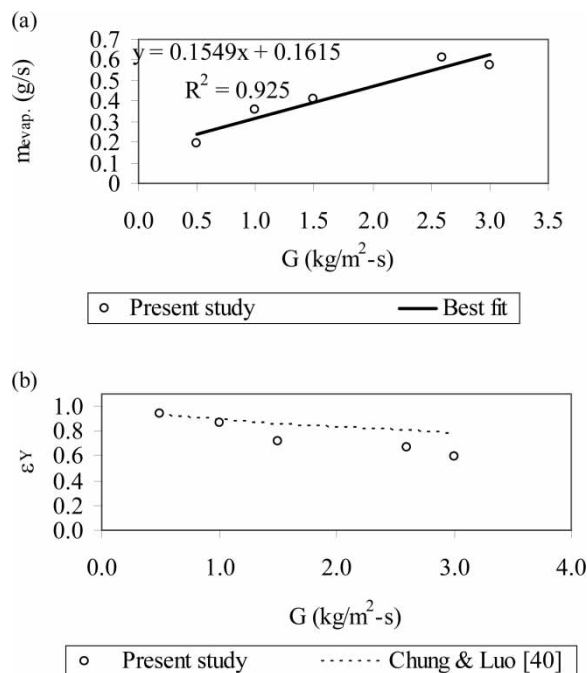 (a)
y = 0.1549x + 0.1615
R² = 0.925
m_evap. (g/s)
0.7
0.6
0.5
0.4
0.3
0.2
0.1
0
0.0 0.5 1.0 1.5 2.0 2.5 3.0 3.5
G (kg/m²-s)
Present study Best fit
(b)
εY
1.0
0.8
0.6
0.4
0.2
0.0
0.0 1.0 2.0 3.0 4.0
G (kg/m²-s)
Present study Chung & Luo [40]